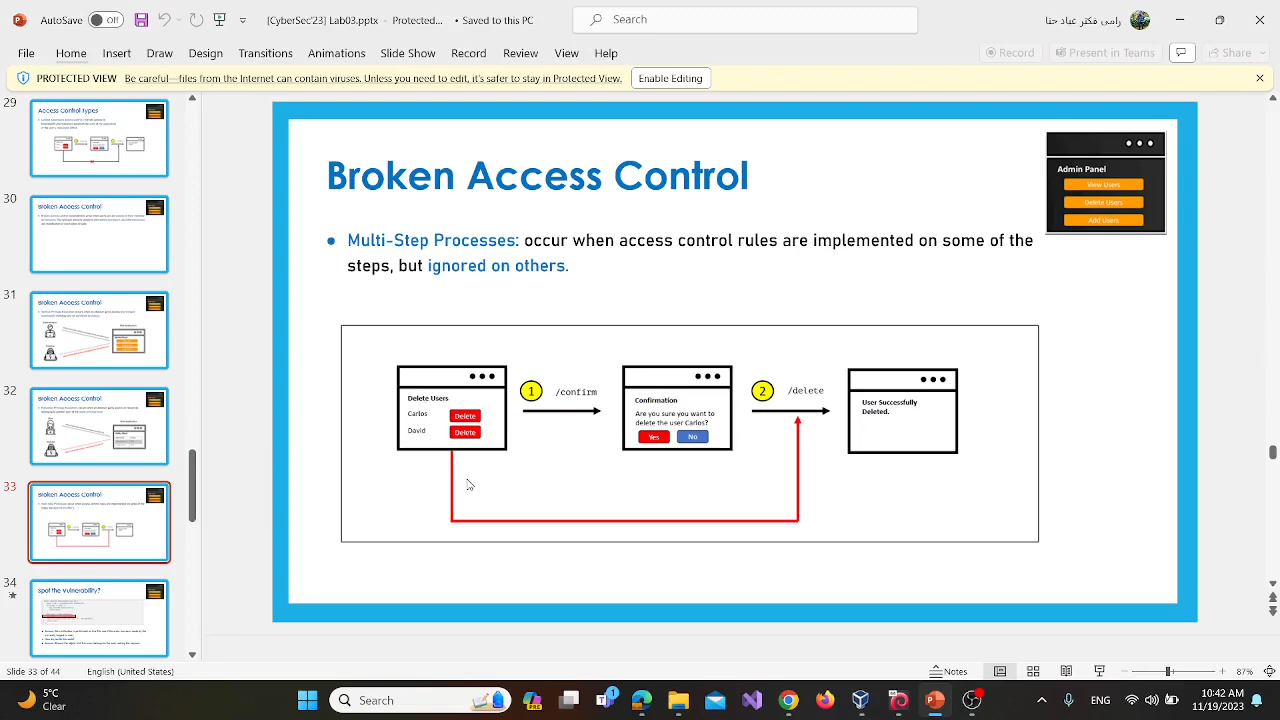 AutoSave Off
[CyberSec23] Lab03.pptx - Protected View • Saved to this PC
Search
File Home Insert Draw Design Transitions Animations Slide Show Record Review View Help
Record Present in Teams Share
PROTECTED VIEW Be careful—files from the Internet can contain viruses. Unless you need to edit, it's safer to stay in Protected View. Enable Editing
29
Access Control Types
30
Broken Access Control
31
Broken Access Control
32
Broken Access Control
33
Broken Access Control
34
Spot the Vulnerability?
Broken Access Control
Admin Panel
View Users
Delete Users
Add Users
• Multi-Step Processes: occur when access control rules are implemented on some of the
steps, but ignored on others.
Delete Users
Carlos Delete
David Delete
1 /confirm
Confirmation
Are you sure you want to
delete the user Carlos?
Yes No
2 /delete
User Successfully
Deleted.
Slide 33 of 44 English (United States)
Notes
87%
5°C
Clear
Search
PRE
1
ENG
10:42 AM
11/19/2023